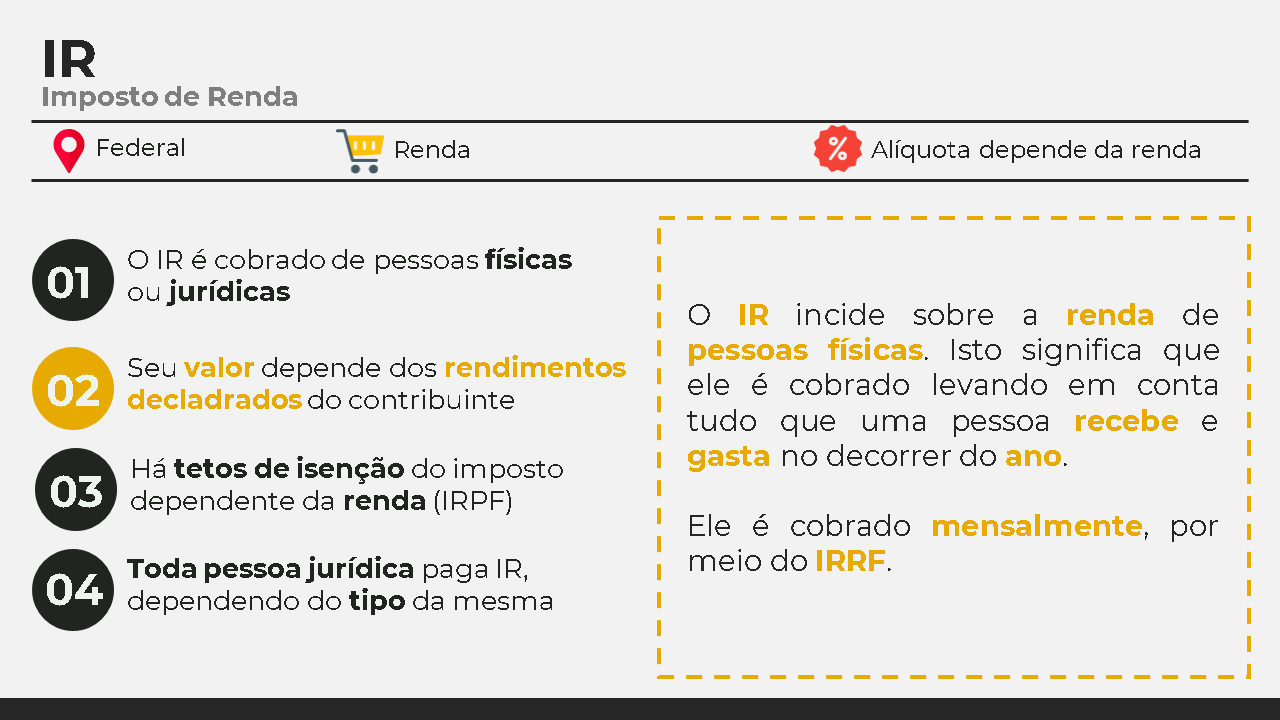 IR
Imposto de Renda
Federal
Renda
%
Alíquota depende da renda
01
O IR é cobrado de pessoas físicas
ou jurídicas
02
Seu valor depende dos rendimentos
decladrados do contribuinte
03
Há tetos de isenção do imposto
dependente da renda (IRPF)
04
Toda pessoa jurídica paga IR,
dependendo do tipo da mesma
O IR incide sobre a renda de
pessoas físicas. Isto significa que
ele é cobrado levando em conta
tudo que uma pessoa recebe e
gasta no decorrer do ano.
Ele é cobrado mensalmente, por
meio do IRRF.